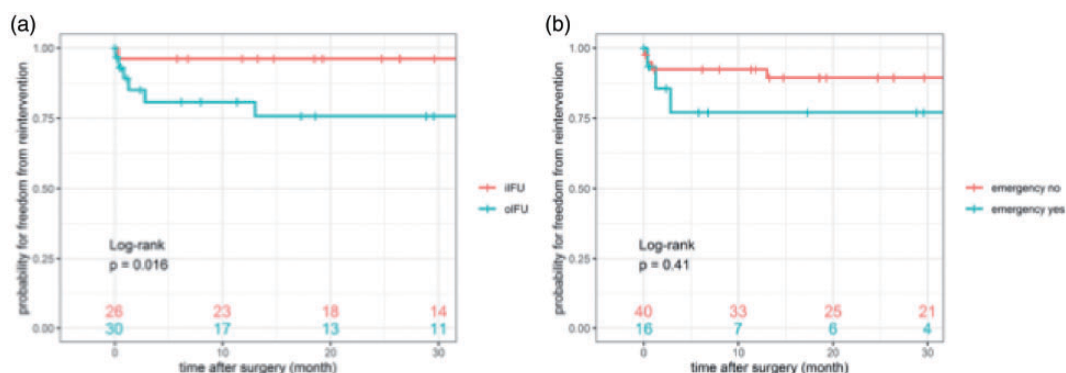 (a)
1.00
0.75
0.50
0.25
0.00
probability for freedom from reintervention
Log-rank
p = 0.016
26 23 18 14
30 17 13 11
0 10 20 30
time after surgery (month)
iIFU
oIFU
(b)
1.00
0.75
0.50
0.25
0.00
probability for freedom from reintervention
Log-rank
p = 0.41
40 33 25 21
16 7 6 4
0 10 20 30
time after surgery (month)
emergency no
emergency yes